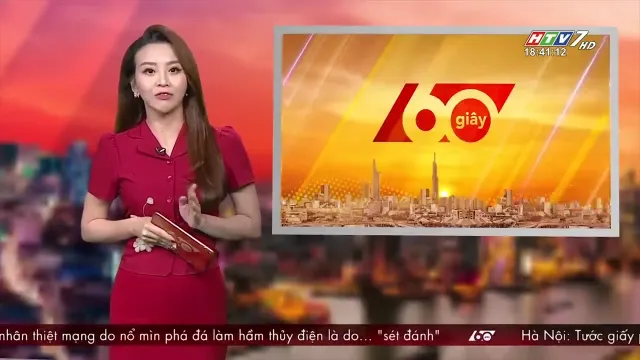 HTV7 HD
18:41:12
60 giây
nhân thiệt mạng do nổ mìn phá đá làm hầm thủy điện là do... "sét đánh" 60 Hà Nội: Tước giấy